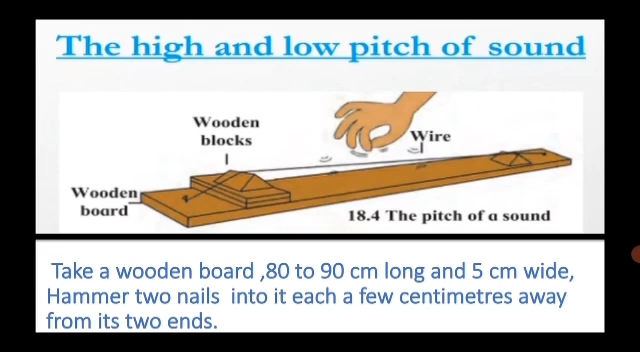 The high and low pitch of sound
Wooden
blocks
Wire
Wooden
board
18.4 The pitch of a sound
Take a wooden board ,80 to 90 cm long and 5 cm wide,
Hammer two nails into it each a few centimetres away
from its two ends.